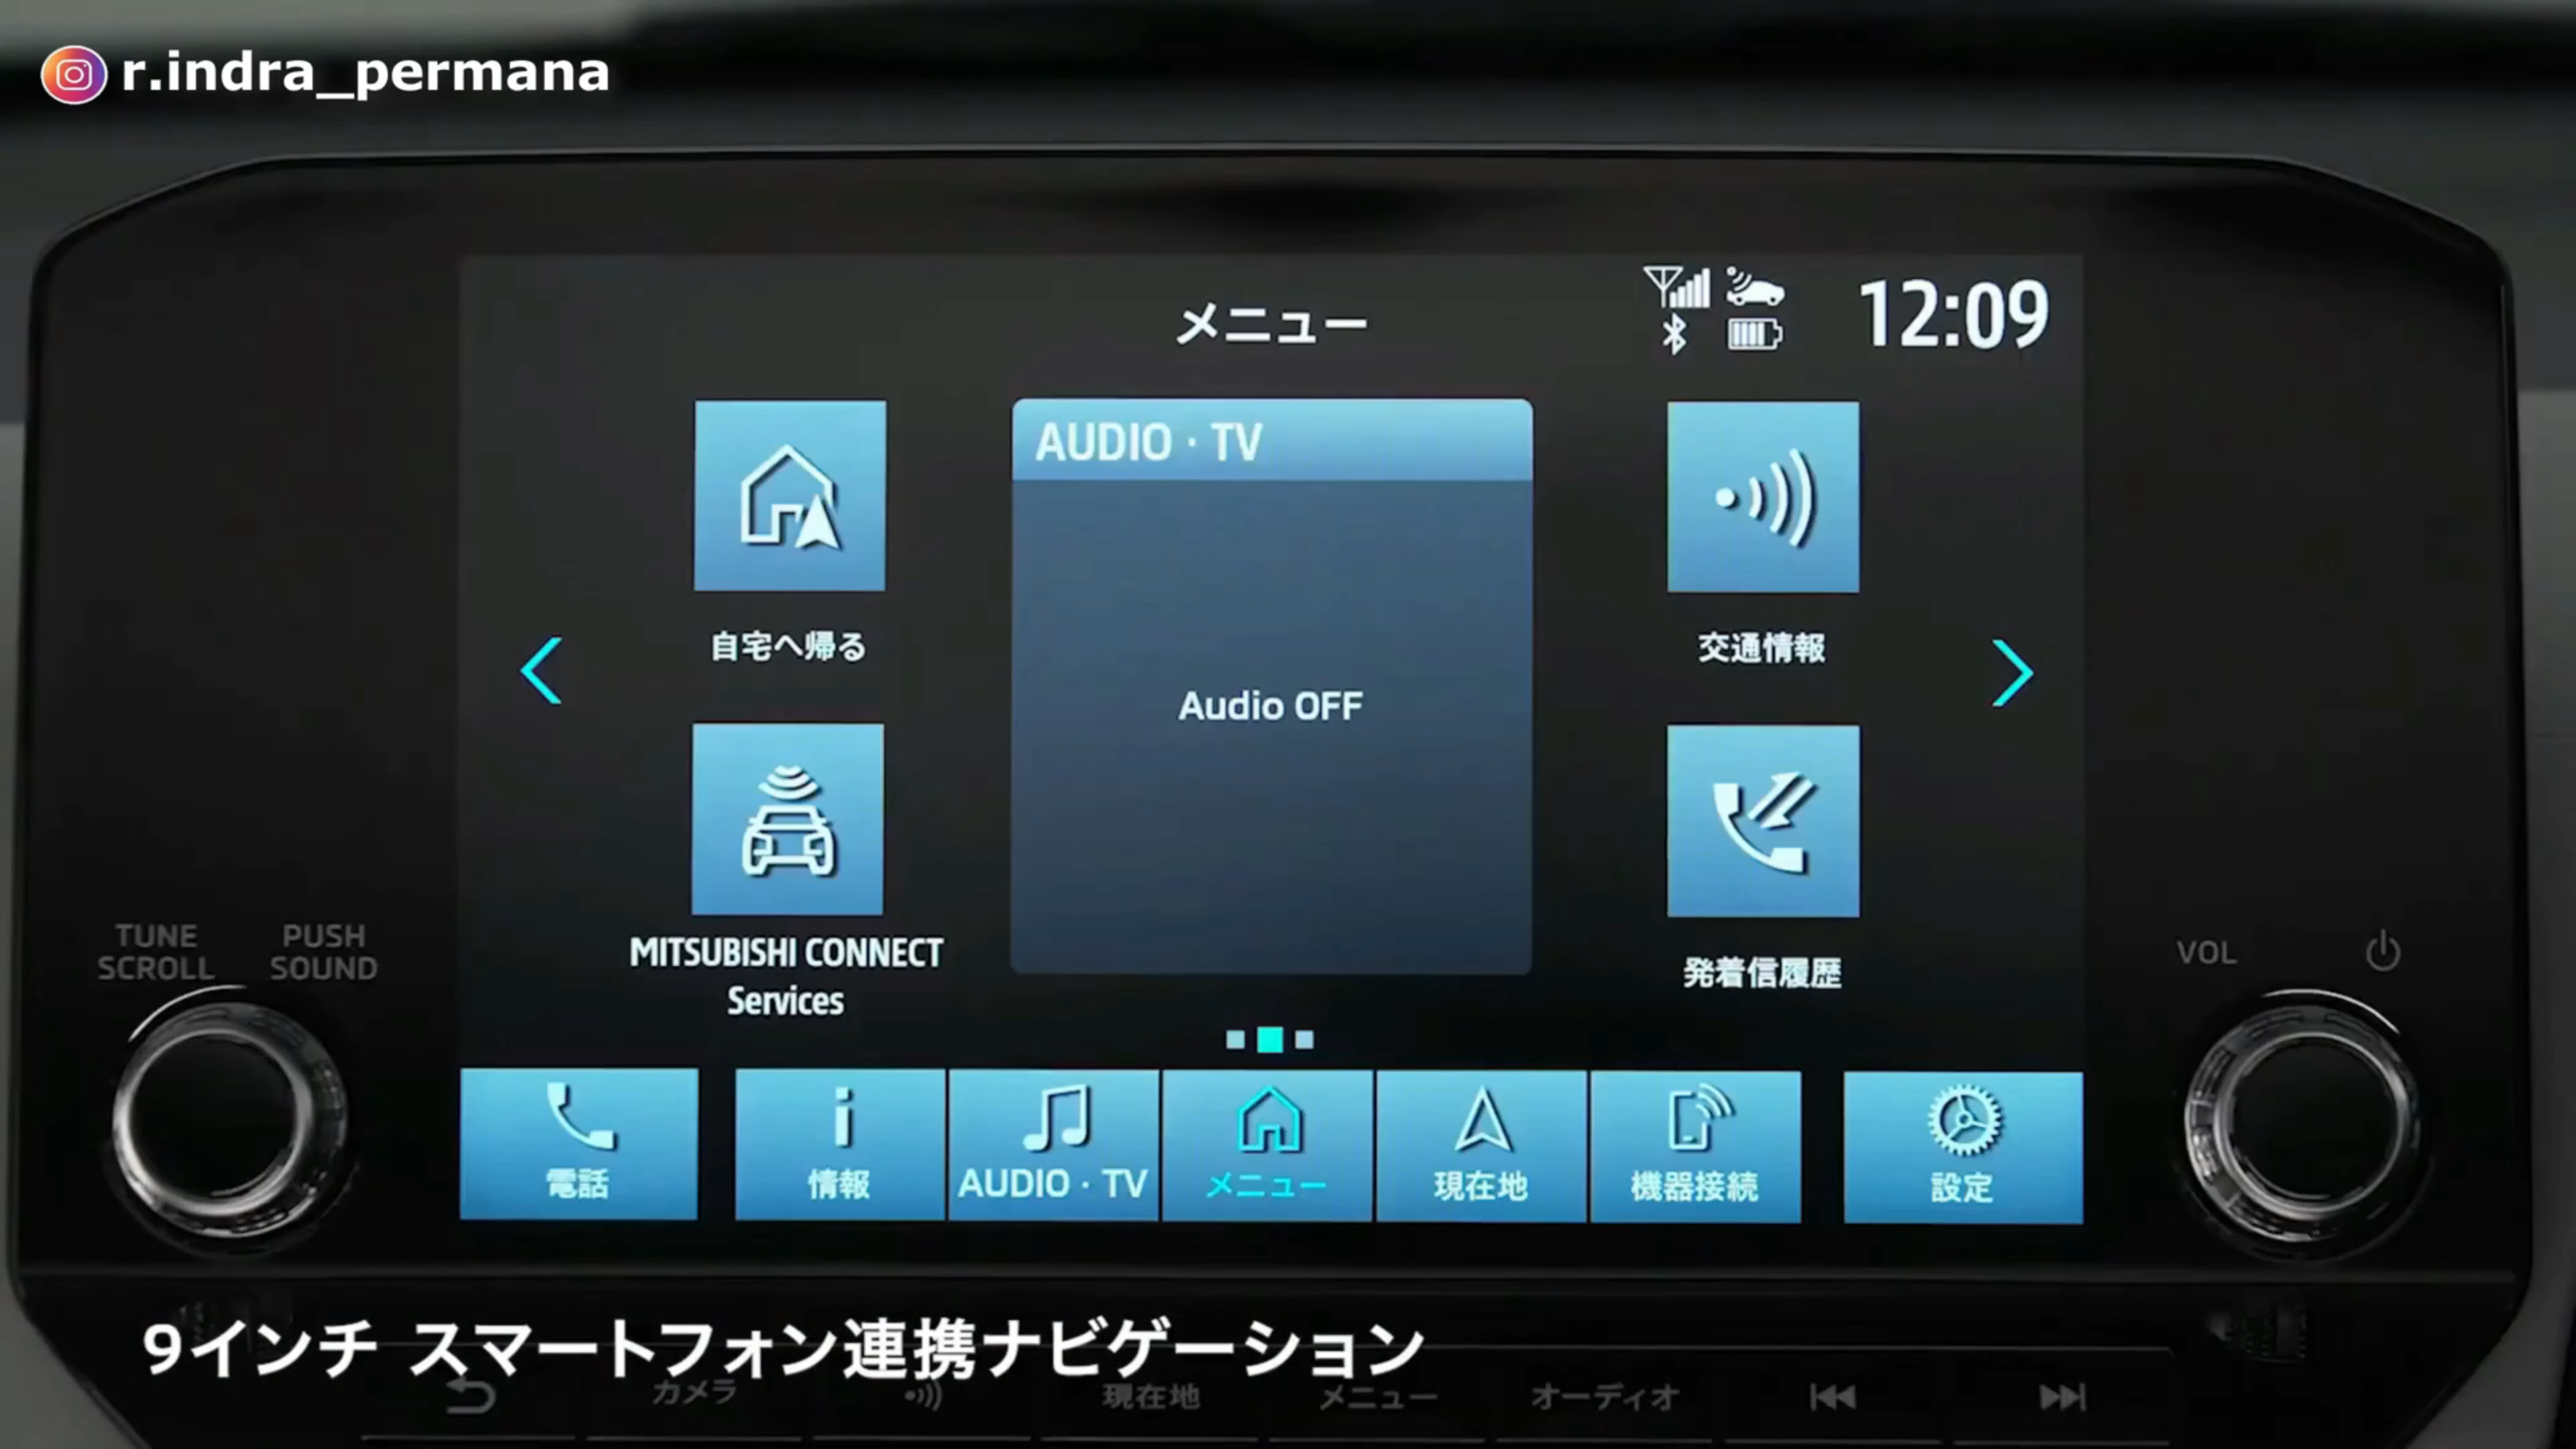 r.indra_permana
メニュー
12:09
AUDIO・TV
自宅へ帰る
交通情報
Audio OFF
MITSUBISHI CONNECT
Services
発着信履歴
TUNE
SCROLL
PUSH
SOUND
VOL
電話
情報
AUDIO・TV
メニュー
現在地
機器接続
設定
9インチ スマートフォン連携ナビゲーション
カメラ
現在地
メニュー
オーディオ